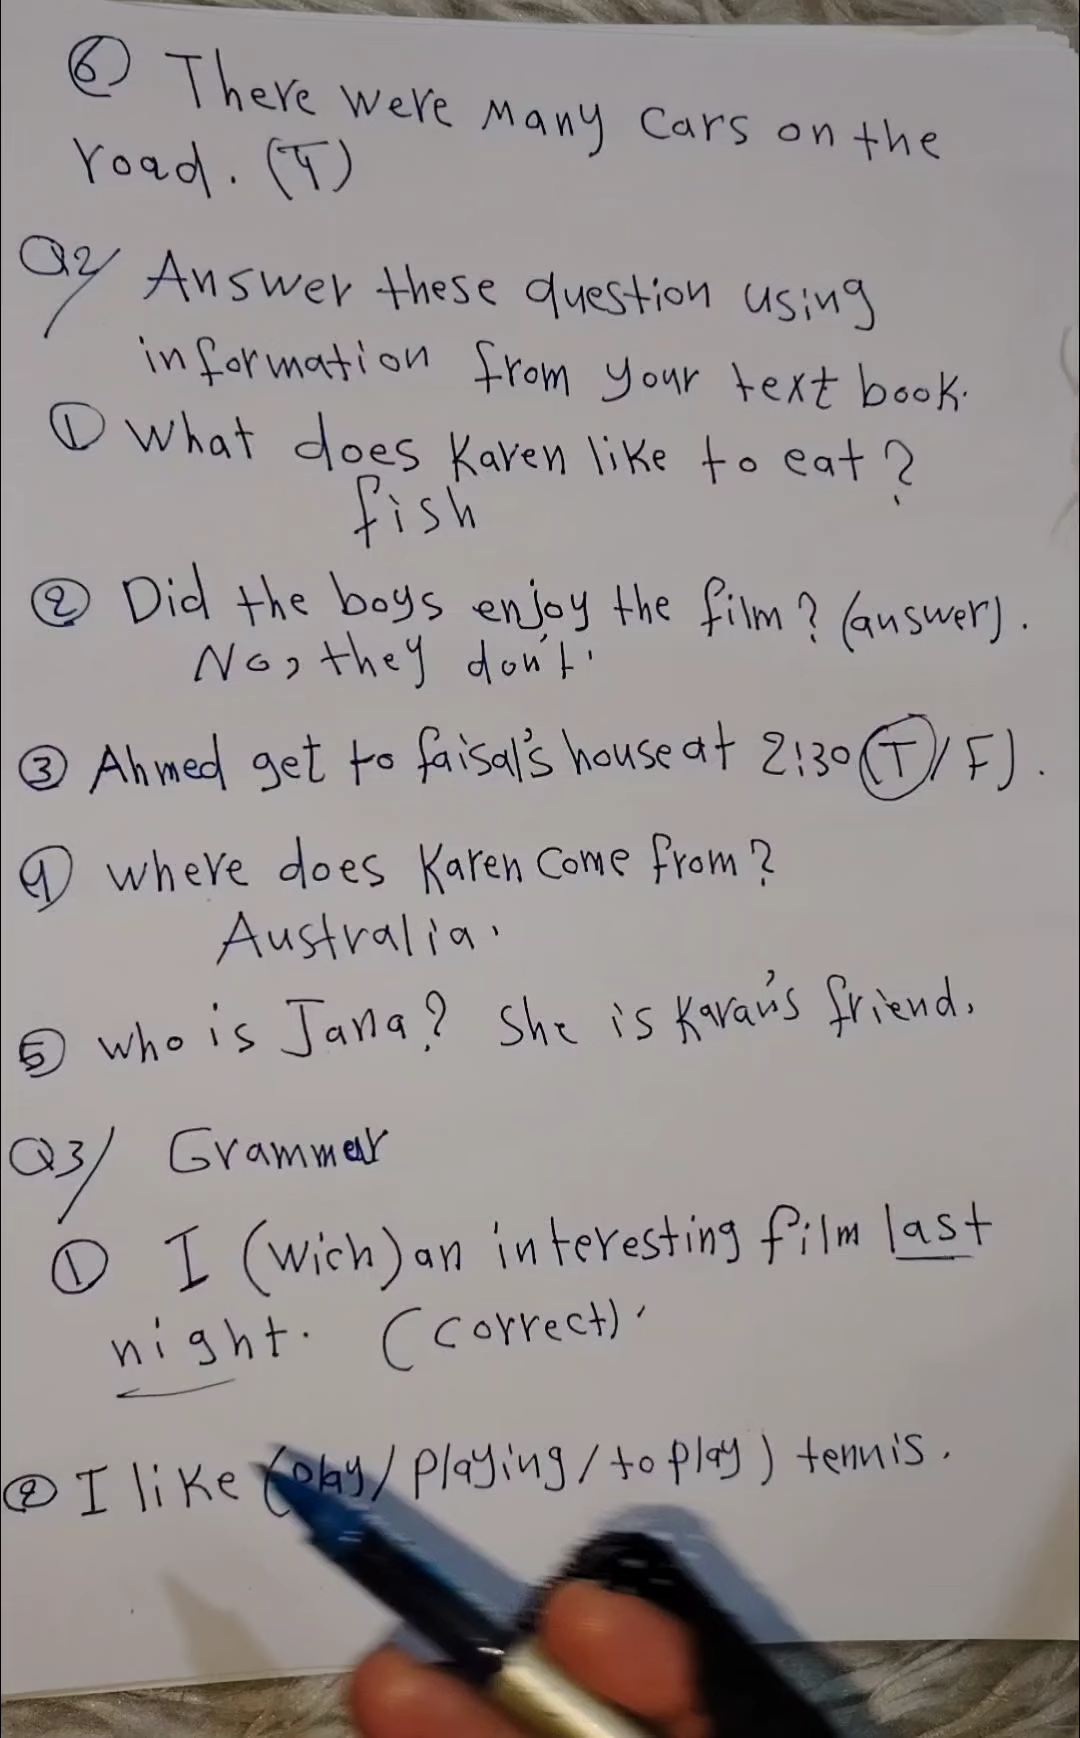 6 There were many cars on the
road. (T)
Q2/ Answer these question using
information from your text book.
1 What does Karen like to eat?
fish
2 Did the boys enjoy the film? (answer).
No, they don't.
3 Ahmed get to faisal's house at 2:30 (T/F).
4 where does Karen come from?
Australia.
5 who is Jana? She is Karan's friend.
Q3/ Grammer
1 I (wich) an interesting film last
night. (correct).
2 I like (play/playing/to play) tennis.